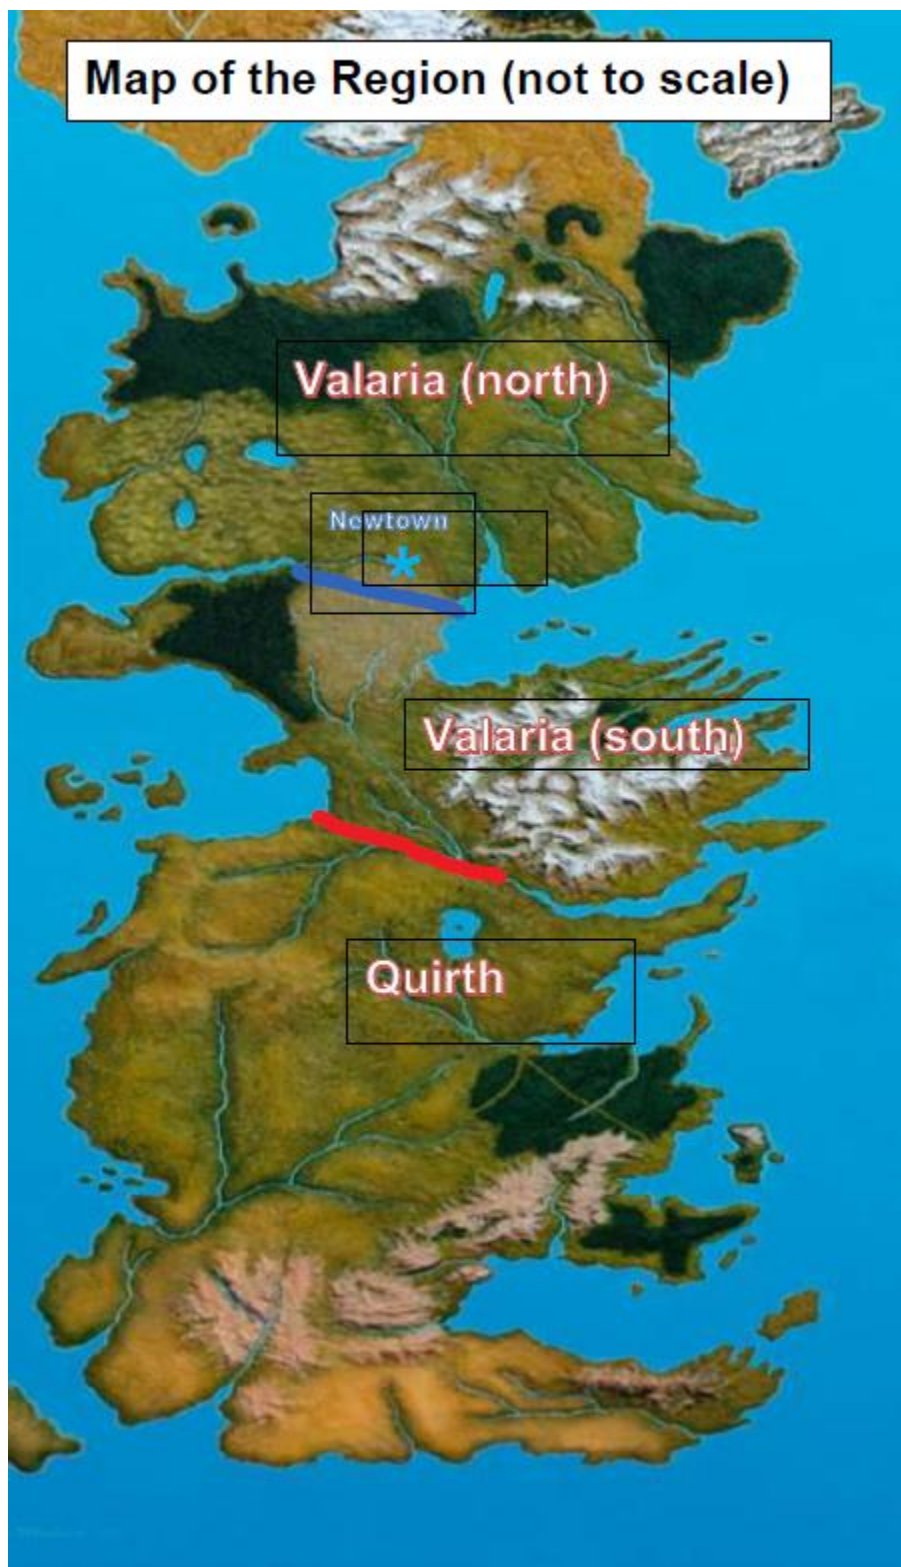 Map of the Region (not to scale)
Valaria (north)
Newtown
*
Valaria (south)
Quirth